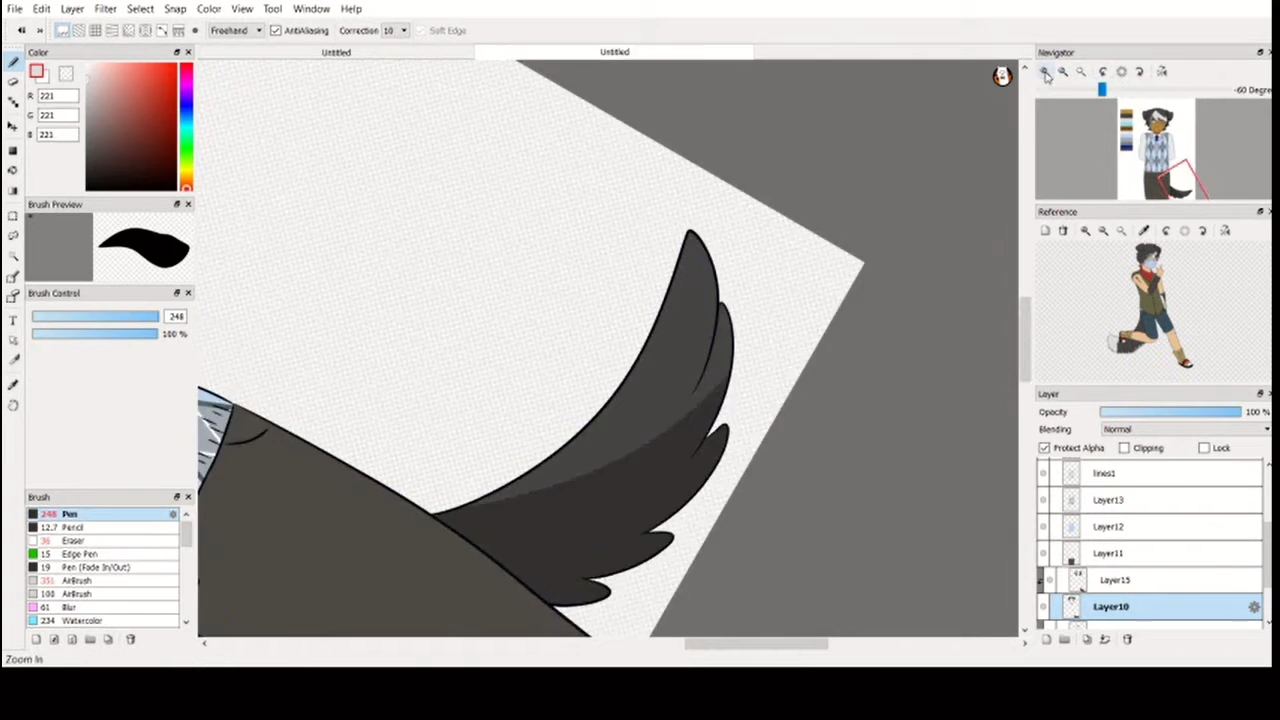 File Edit Layer Filter Select Snap Color View Tool Window Help
Freehand AntiAliasing Correction 10 Soft Edge
Color
Untitled
Untitled
Navigator
R 221
G 221
B 221
-60 Degree
Brush Preview
Reference
Brush Control
248
100 %
Layer
Opacity 100 %
Blending Normal
Protect Alpha Clipping Lock
lines1
Layer13
Layer12
Layer11
Layer15
Layer10
Brush
248 Pen
12.7 Pencil
36 Eraser
15 Edge Pen
19 Pen (Fade In/Out)
351 AirBrush
100 AirBrush
61 Blur
234 Watercolor
Zoom In